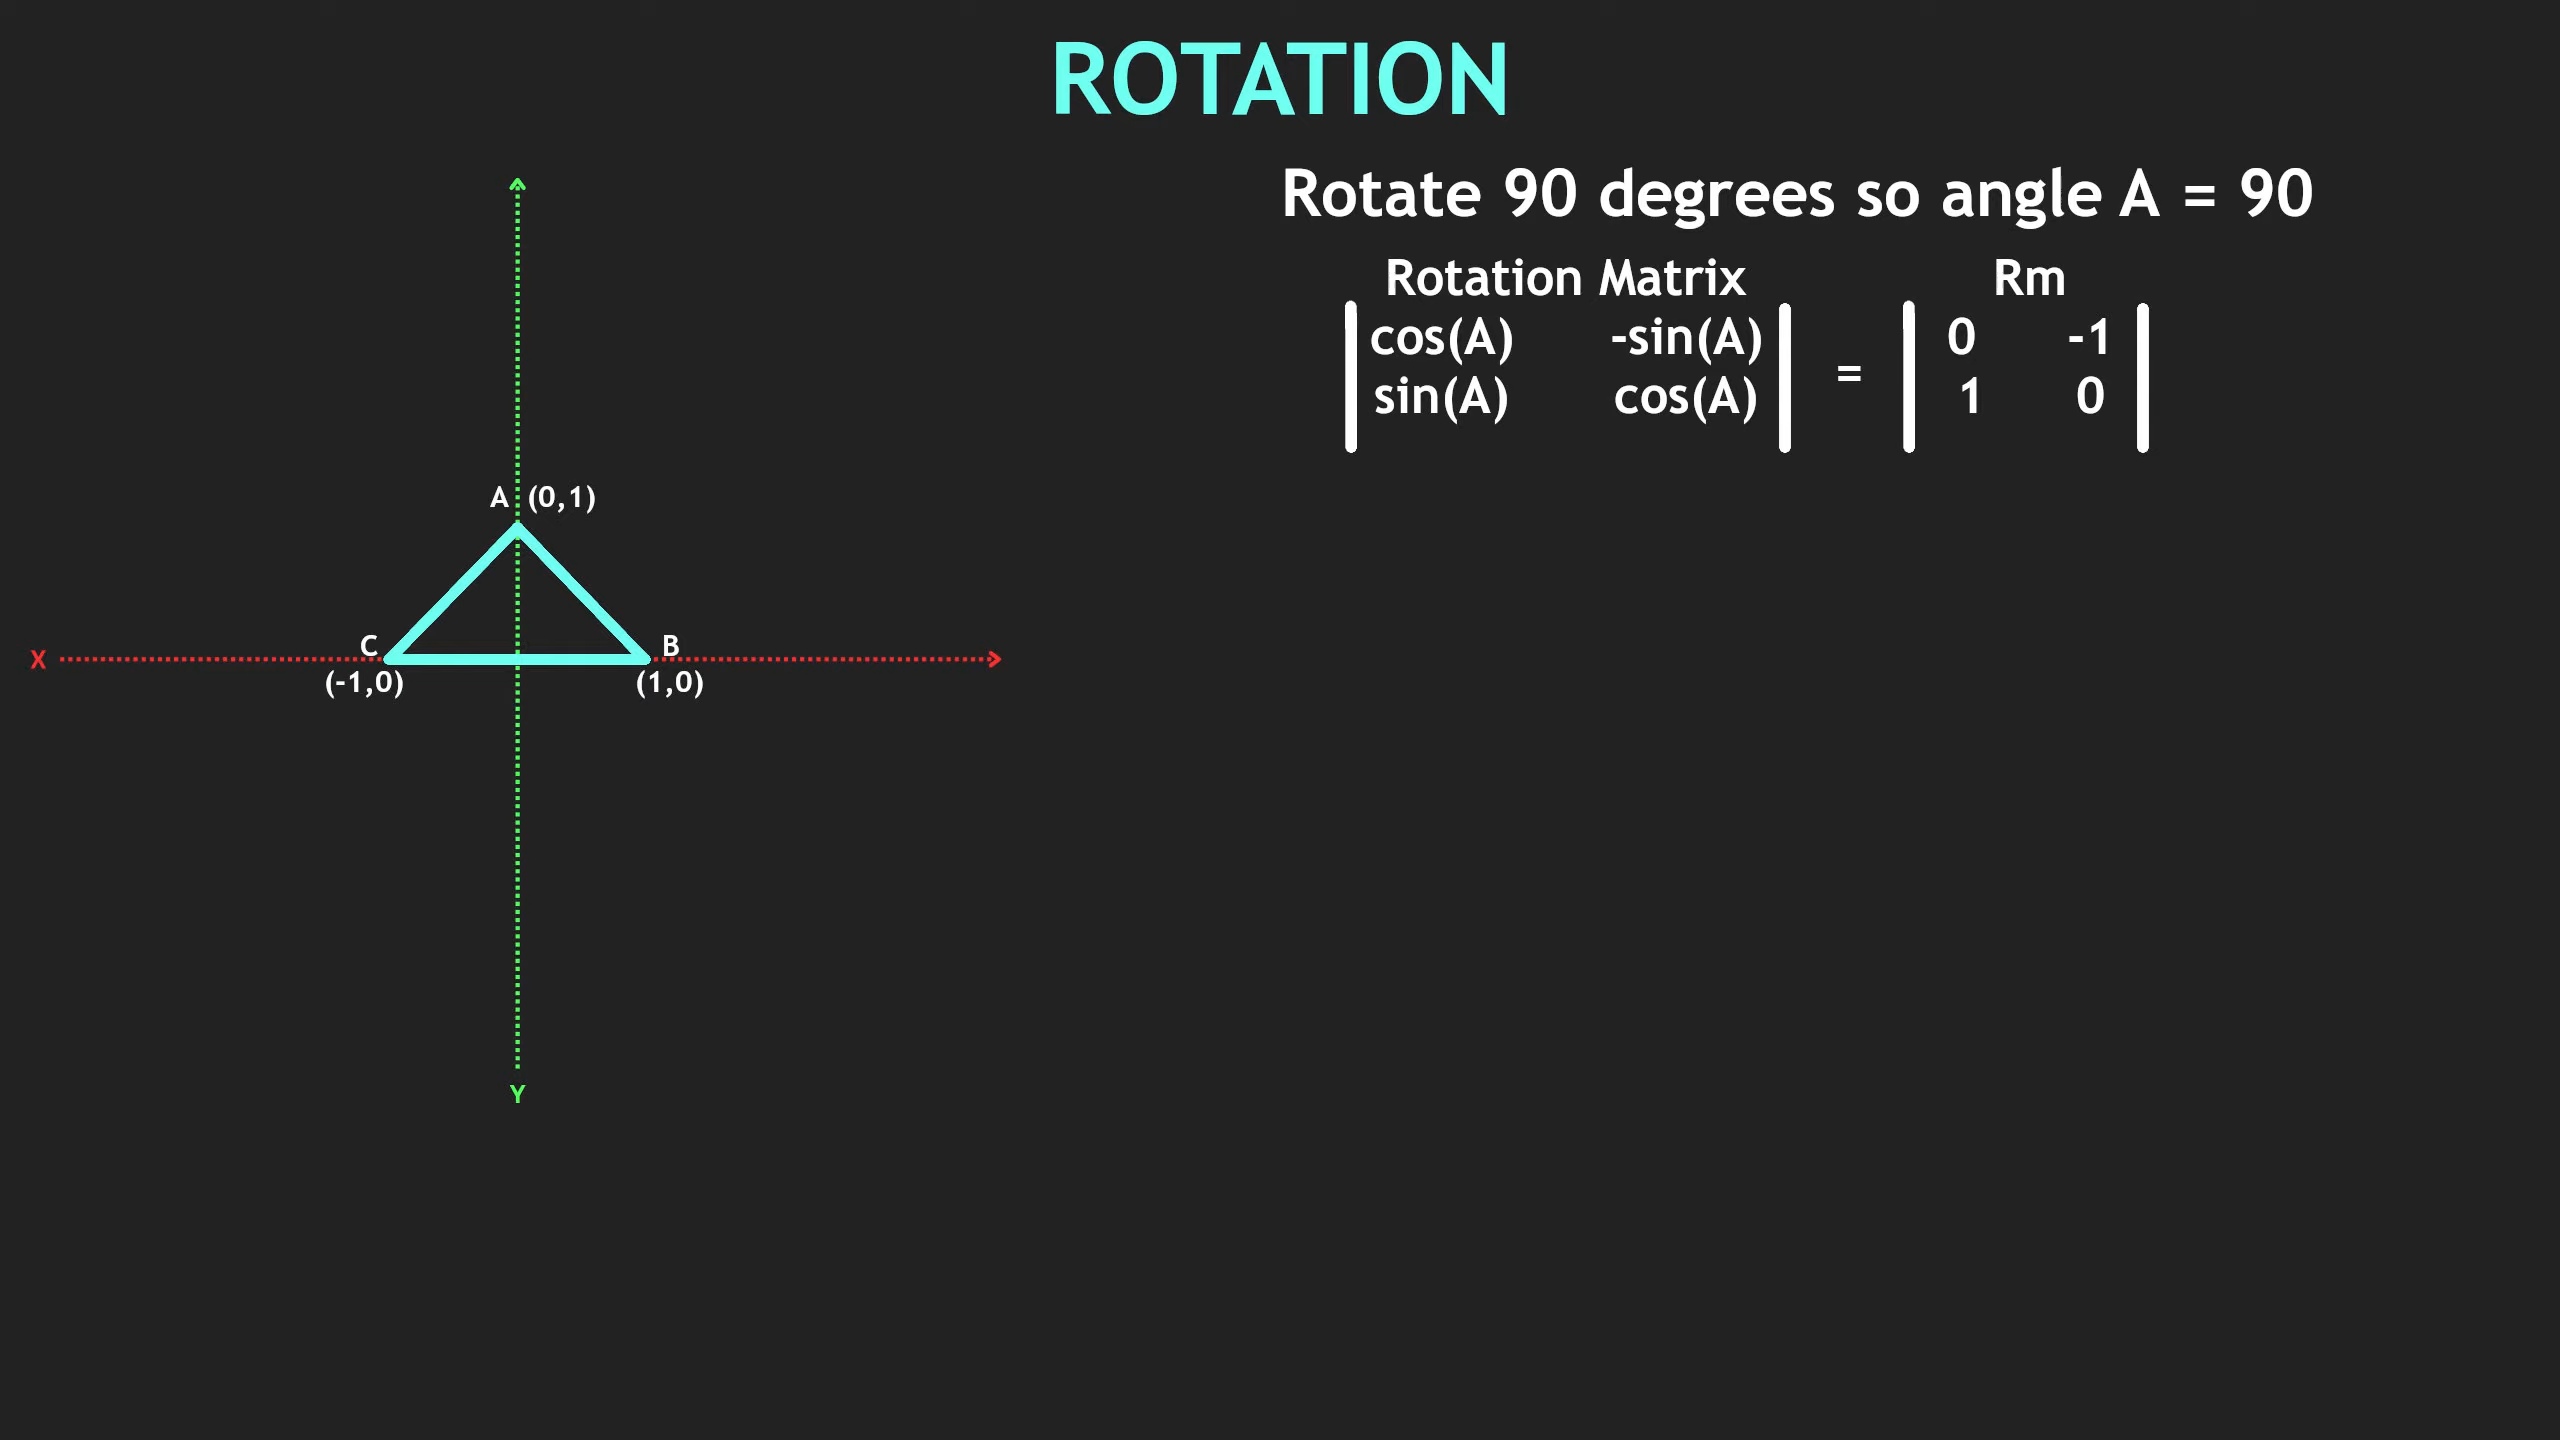 ROTATION
Rotate 90 degrees so angle A = 90
Rotation Matrix Rm
cos(A) -sin(A) 0 -1
=
sin(A) cos(A) 1 0
A (0,1)
C B
X
(-1,0) (1,0)
Y